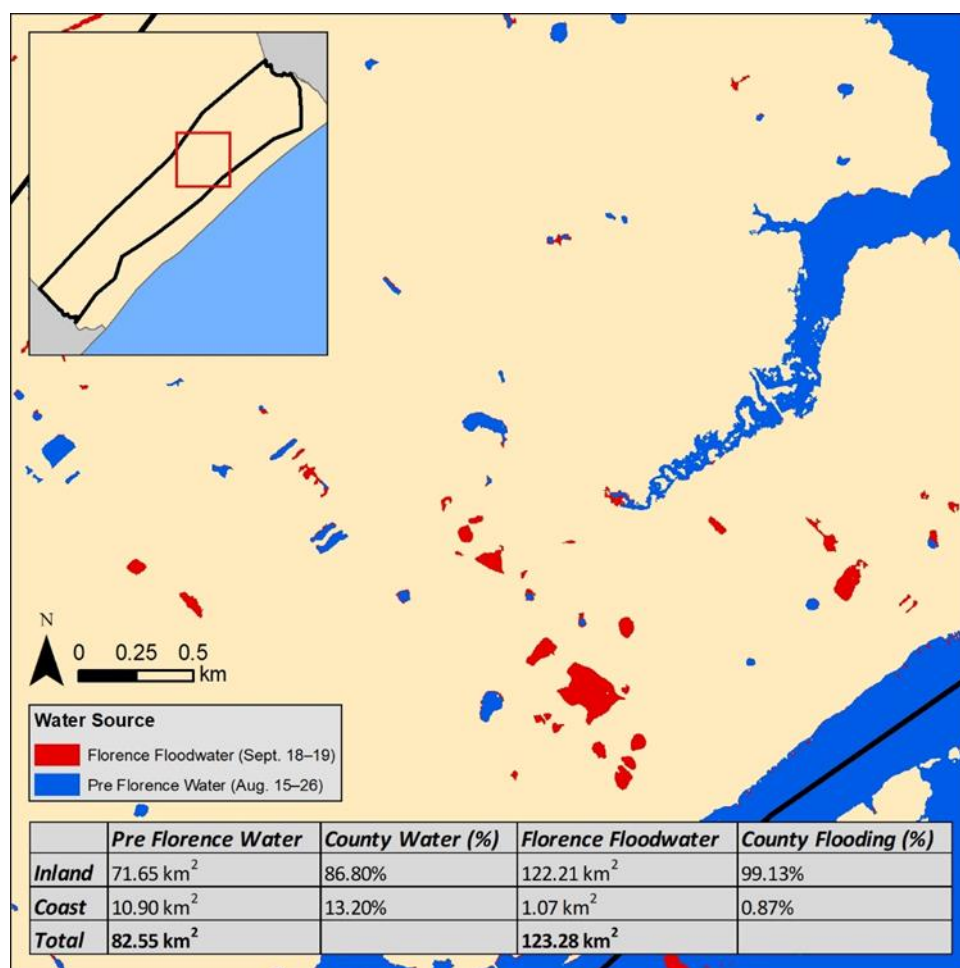 N
0 0.25 0.5
km
Water Source
Florence Floodwater (Sept. 18–19)
Pre Florence Water (Aug. 15–26)
Pre Florence Water County Water (%) Florence Floodwater County Flooding (%)
Inland 71.65 km² 86.80% 122.21 km² 99.13%
Coast 10.90 km² 13.20% 1.07 km² 0.87%
Total 82.55 km² 123.28 km²